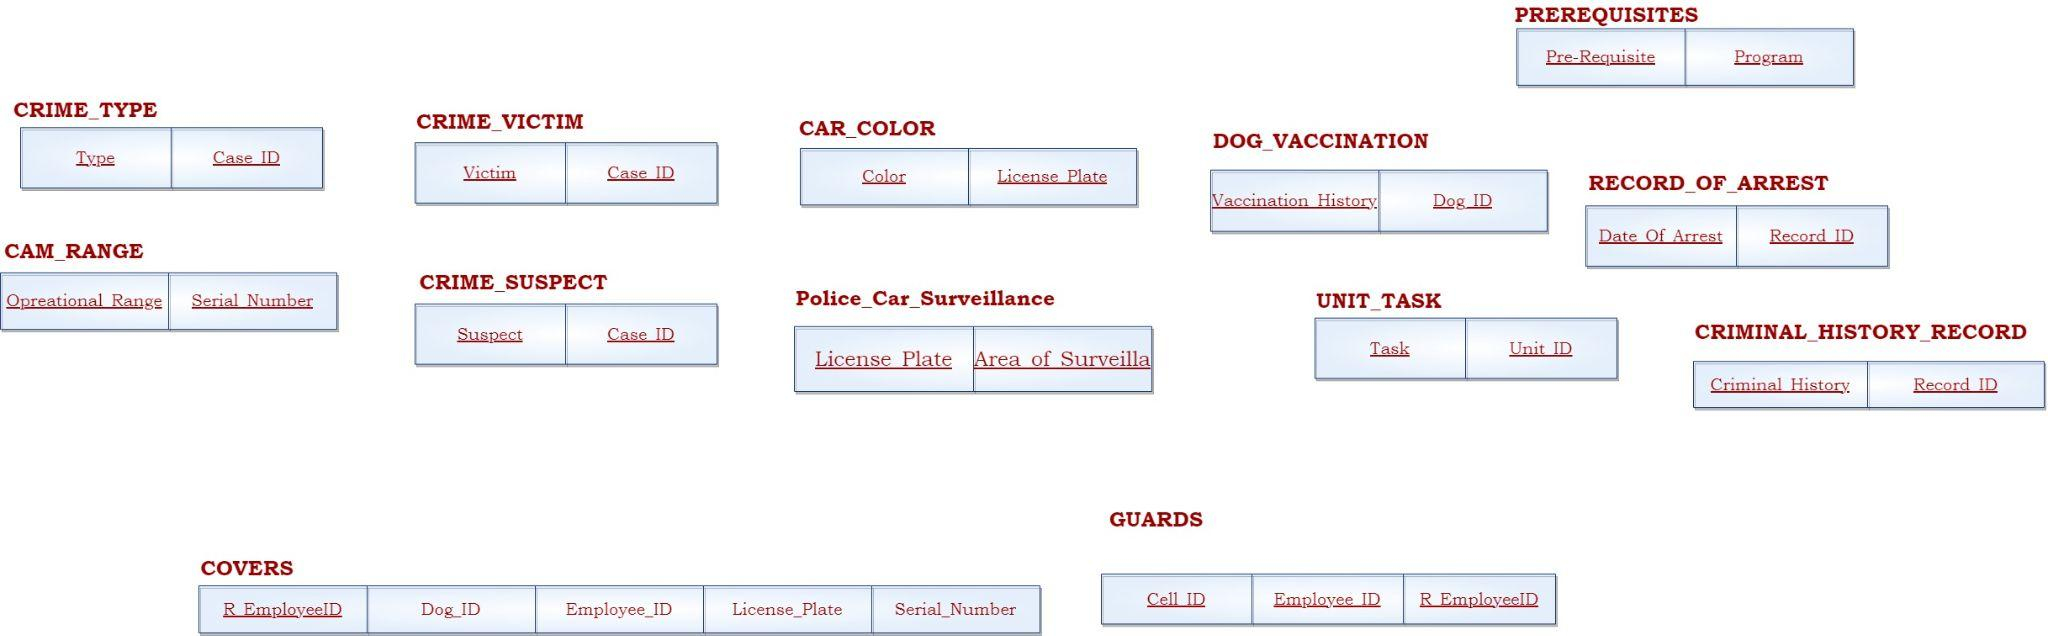 PREREQUISITES
Pre-Requisite Program
CRIME_TYPE
Type Case_ID
CRIME_VICTIM
Victim Case_ID
CAR_COLOR
Color License_Plate
DOG_VACCINATION
Vaccination_History Dog_ID
RECORD_OF_ARREST
Date_Of_Arrest Record_ID
CAM_RANGE
Opreational_Range Serial_Number
CRIME_SUSPECT
Suspect Case_ID
Police_Car_Surveillance
License_Plate Area_of_Surveilla
UNIT_TASK
Task Unit_ID
CRIMINAL_HISTORY_RECORD
Criminal_History Record_ID
COVERS
R_EmployeeID Dog_ID Employee_ID License_Plate Serial_Number
GUARDS
Cell_ID Employee_ID R_EmployeeID